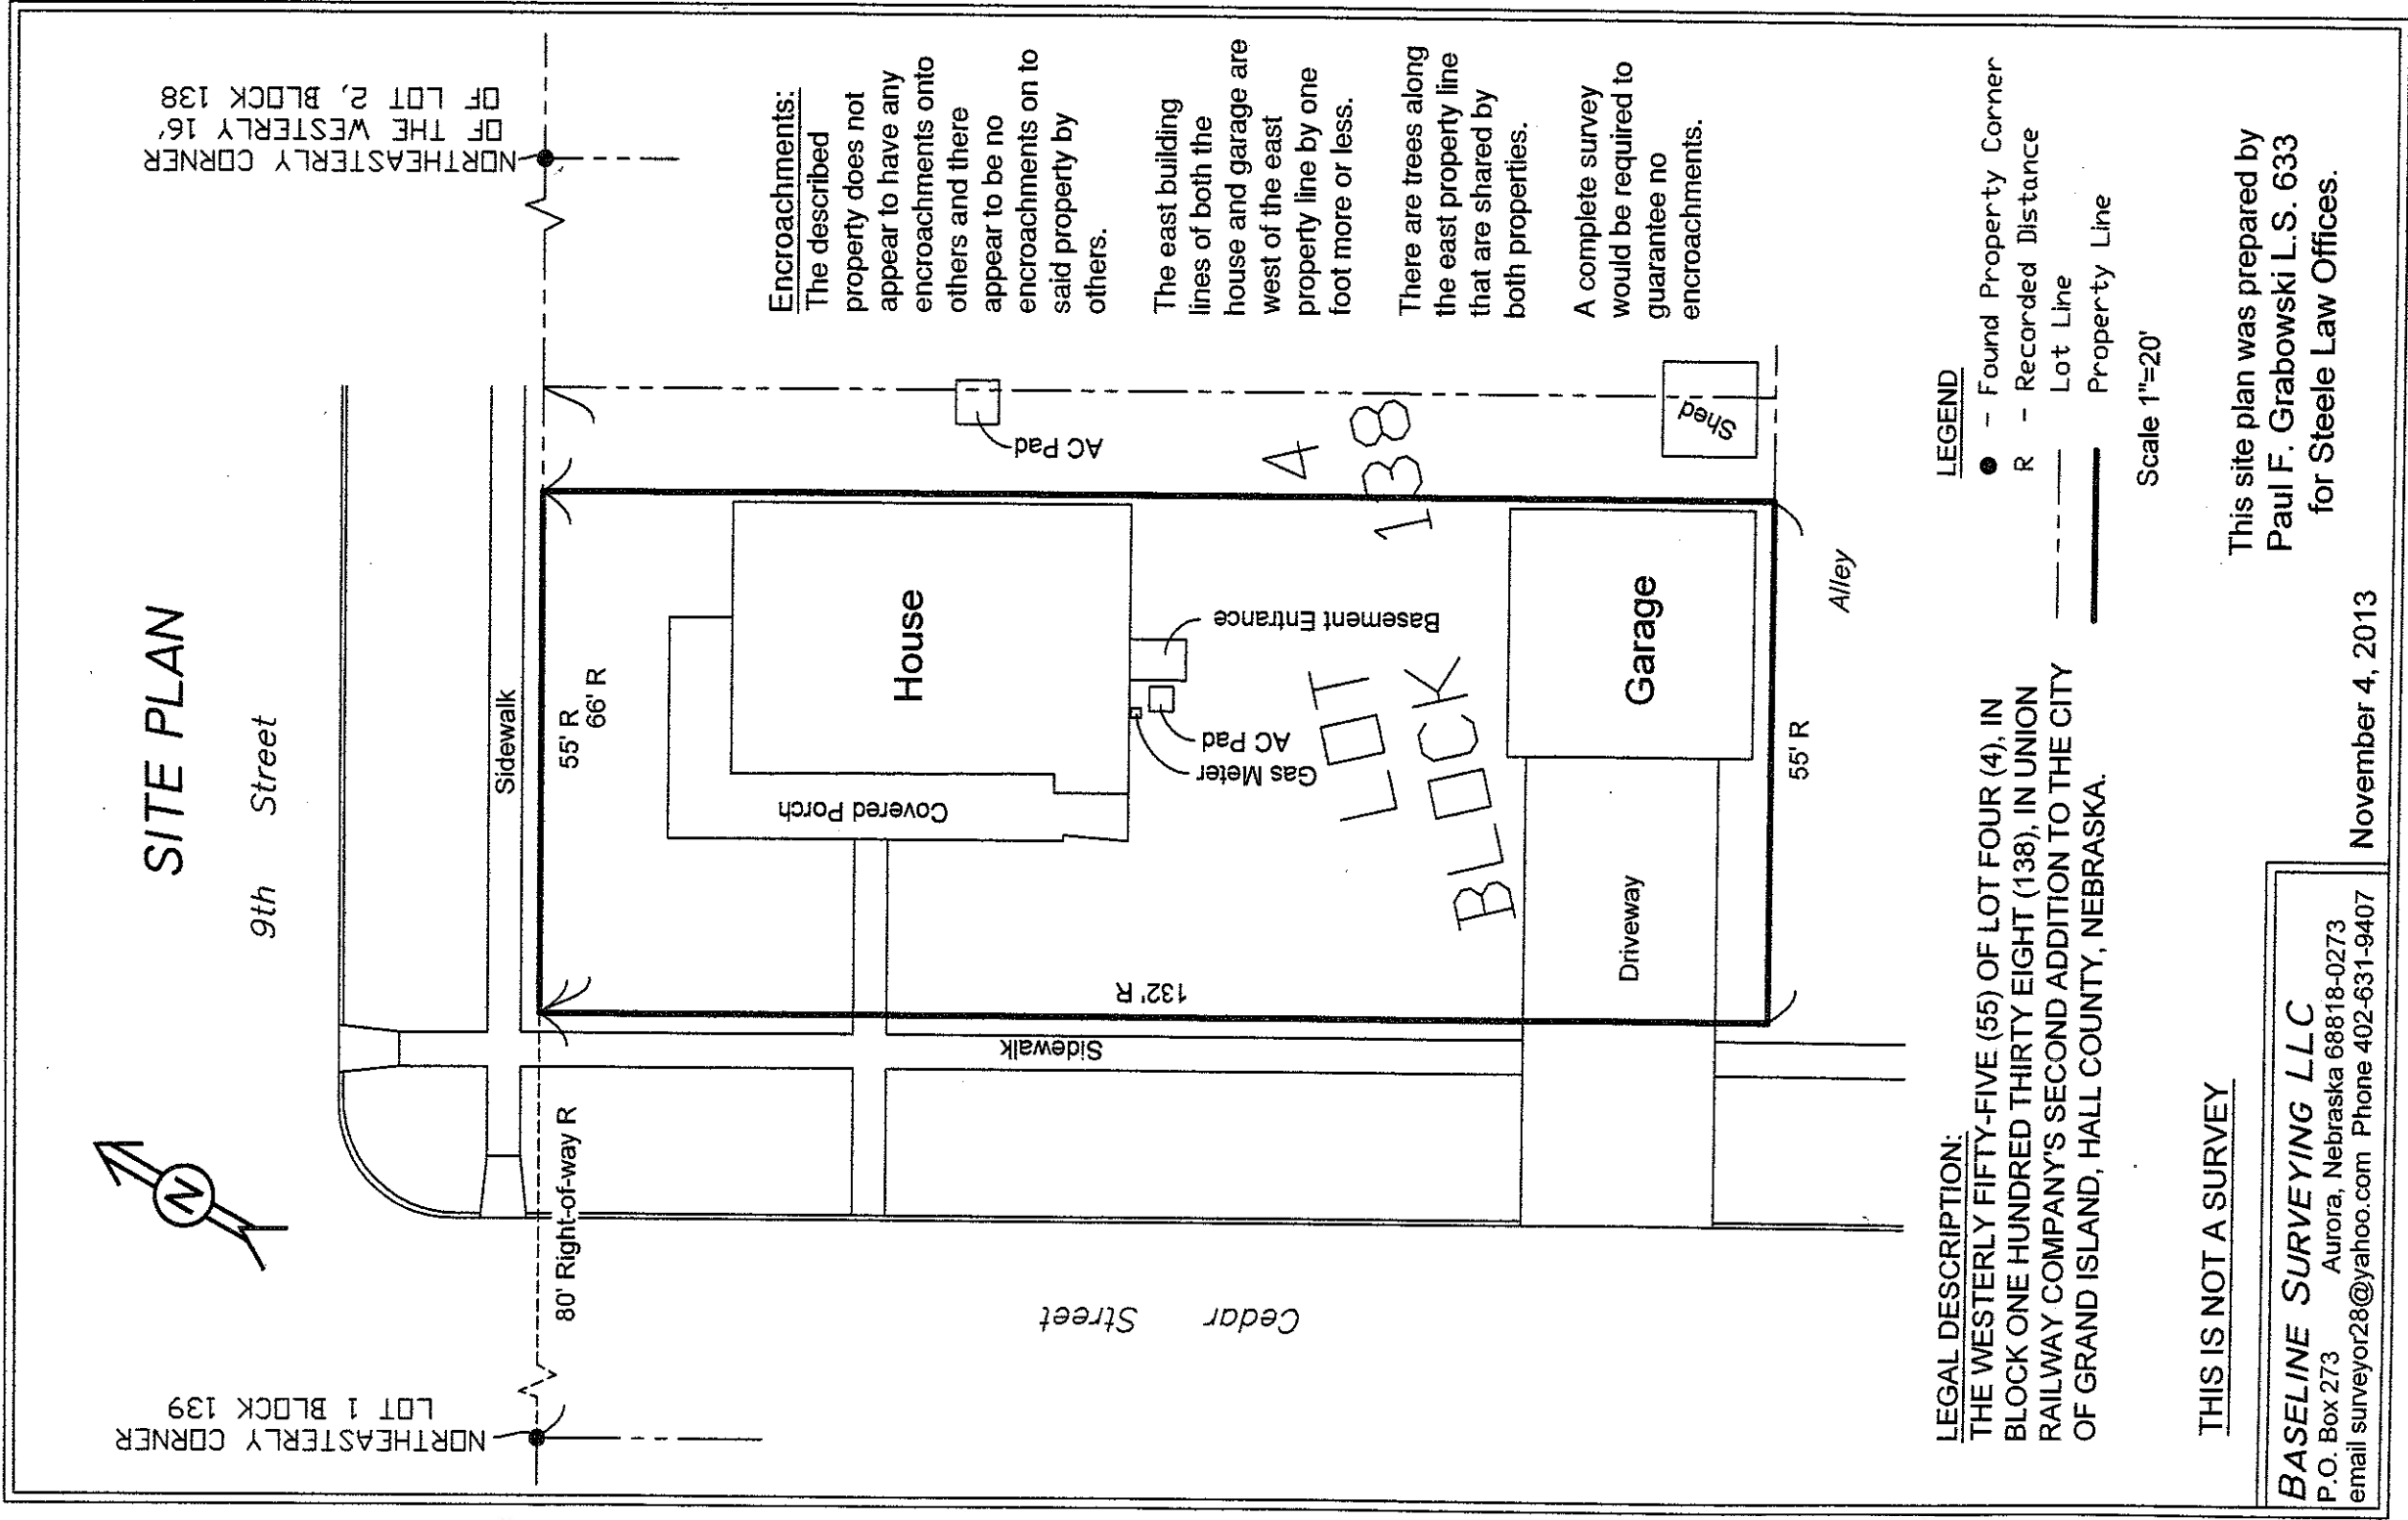 SITE PLAN
9th Street
NORTHEASTERLY CORNER
LOT 1 BLOCK 139
NORTHEASTERLY CORNER
OF THE WESTERLY 16'
OF LOT 2, BLOCK 138
N
80' Right-of-way R
Sidewalk
55' R
66' R
Cedar Street
Sidewalk
132' R
Covered Porch
House
AC Pad
Gas Meter
AC Pad
Basement Entrance
LOT 4
BLOCK 138
Shed
Driveway
Garage
55' R
Alley
Encroachments:
The described
property does not
appear to have any
encroachments onto
others and there
appear to be no
encroachments on to
said property by
others.
The east building
lines of both the
house and garage are
west of the east
property line by one
foot more or less.
There are trees along
the east property line
that are shared by
both properties.
A complete survey
would be required to
guarantee no
encroachments.
LEGAL DESCRIPTION:
THE WESTERLY FIFTY-FIVE (55) OF LOT FOUR (4), IN
BLOCK ONE HUNDRED THIRTY EIGHT (138), IN UNION
RAILWAY COMPANY'S SECOND ADDITION TO THE CITY
OF GRAND ISLAND, HALL COUNTY, NEBRASKA.
LEGEND
● - Found Property Corner
R - Recorded Distance
Lot Line
Property Line
Scale 1"=20'
THIS IS NOT A SURVEY
This site plan was prepared by
Paul F. Grabowski L.S. 633
for Steele Law Offices.
BASELINE SURVEYING LLC
P.O. Box 273 Aurora, Nebraska 68818-0273
email surveyor28@yahoo.com Phone 402-631-9407
November 4, 2013